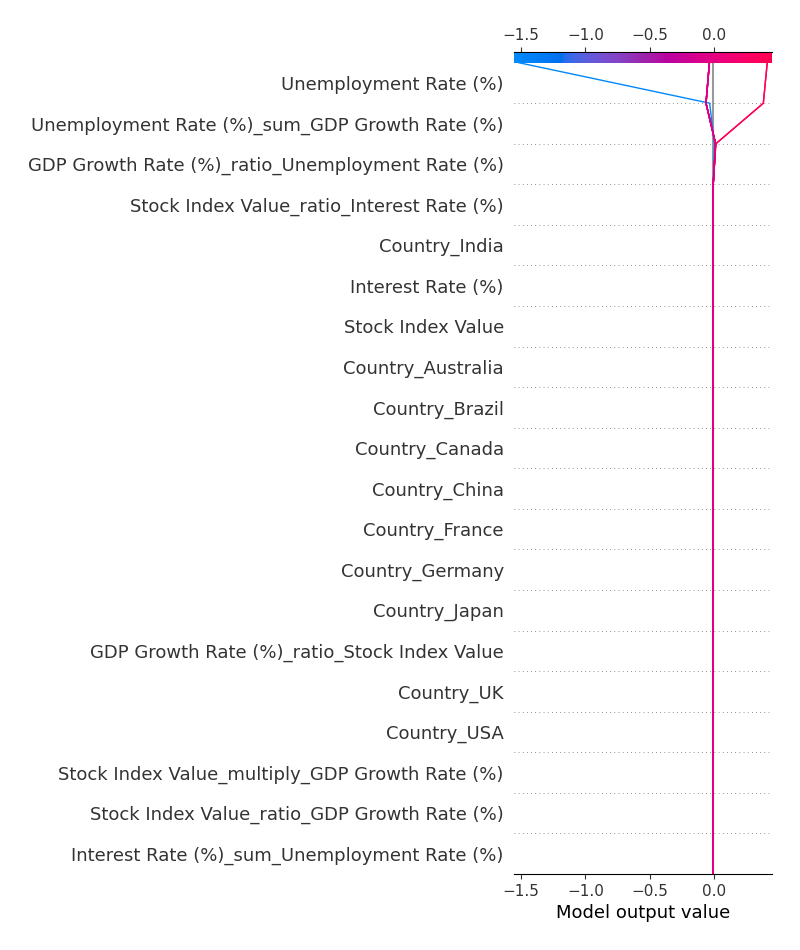 −1.5 −1.0 −0.5 0.0
Unemployment Rate (%)
Unemployment Rate (%)_sum_GDP Growth Rate (%)
GDP Growth Rate (%)_ratio_Unemployment Rate (%)
Stock Index Value_ratio_Interest Rate (%)
Country_India
Interest Rate (%)
Stock Index Value
Country_Australia
Country_Brazil
Country_Canada
Country_China
Country_France
Country_Germany
Country_Japan
GDP Growth Rate (%)_ratio_Stock Index Value
Country_UK
Country_USA
Stock Index Value_multiply_GDP Growth Rate (%)
Stock Index Value_ratio_GDP Growth Rate (%)
Interest Rate (%)_sum_Unemployment Rate (%)
−1.5 −1.0 −0.5 0.0
Model output value